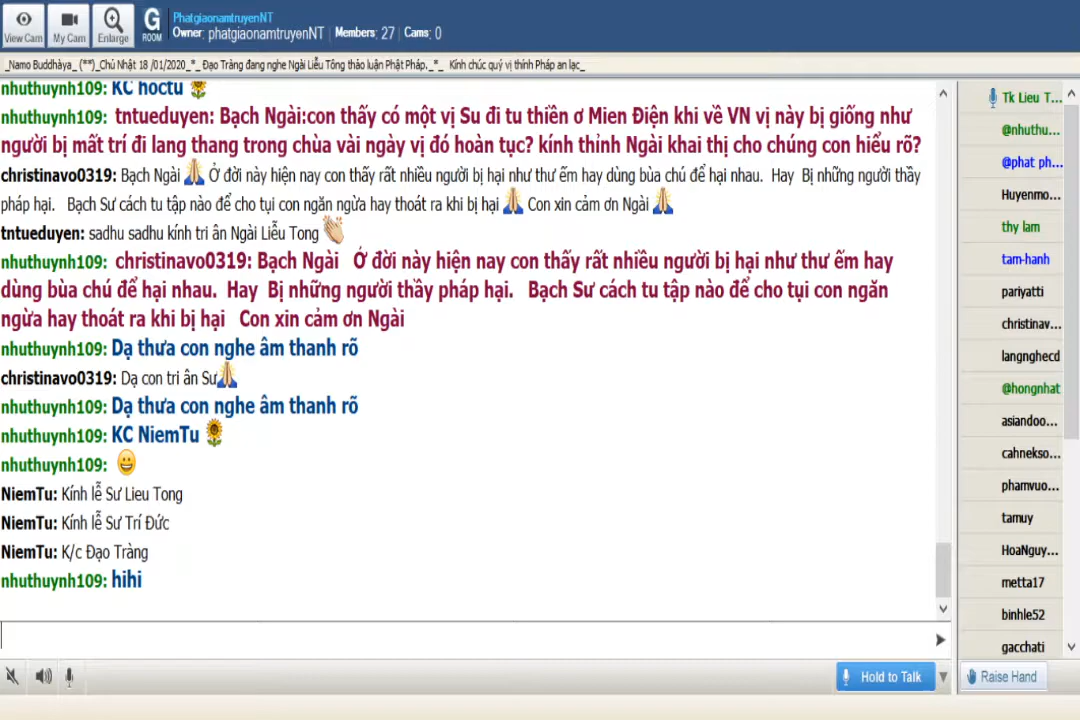 View Cam
My Cam
Enlarge
G
ROOM
PhatgiaonamtruyenNT
Owner: phatgiaonamtruyenNT | Members: 27 | Cams: 0
_Namo Buddhàya_ (**)_Chủ Nhật 18 /01/2020_*_ Đạo Tràng đang nghe Ngài Liễu Tông thảo luận Phật Pháp._*_ Kính chúc quý vị thính Pháp an lạc_
nhuthuynh109: KC hoctu
nhuthuynh109: tntueduyen: Bạch Ngài:con thấy có một vị Su đi tu thiền ơ Mien Điện khi về VN vị này bị giống như
người bị mất trí đi lang thang trong chùa vài ngày vị đó hoàn tục? kính thỉnh Ngài khai thị cho chúng con hiểu rõ?
christinavo0319: Bạch Ngài Ở đời này hiện nay con thấy rất nhiều người bị hại như thư ếm hay dùng bùa chú để hại nhau. Hay Bị những người thầy
pháp hại. Bạch Sư cách tu tập nào để cho tụi con ngăn ngừa hay thoát ra khi bị hại Con xin cảm ơn Ngài
tntueduyen: sadhu sadhu kính tri ân Ngài Liễu Tong
nhuthuynh109: christinavo0319: Bạch Ngài Ở đời này hiện nay con thấy rất nhiều người bị hại như thư ếm hay
dùng bùa chú để hại nhau. Hay Bị những người thầy pháp hại. Bạch Sư cách tu tập nào để cho tụi con ngăn
ngừa hay thoát ra khi bị hại Con xin cảm ơn Ngài
nhuthuynh109: Dạ thưa con nghe âm thanh rõ
christinavo0319: Dạ con tri ân Sư
nhuthuynh109: Dạ thưa con nghe âm thanh rõ
nhuthuynh109: KC NiemTu
nhuthuynh109:
NiemTu: Kính lễ Sư Lieu Tong
NiemTu: Kính lễ Sư Trí Đức
NiemTu: K/c Đạo Tràng
nhuthuynh109: hihi
Tk Lieu T...
@nhuthu...
@phat ph...
Huyenmo...
thy lam
tam-hanh
pariyatti
christinav...
langnghecd
@hongnhat
asiandoo...
cahnekso...
phamvuo...
tamuy
HoaNguy...
metta17
binhle52
gacchati
Hold to Talk
Raise Hand